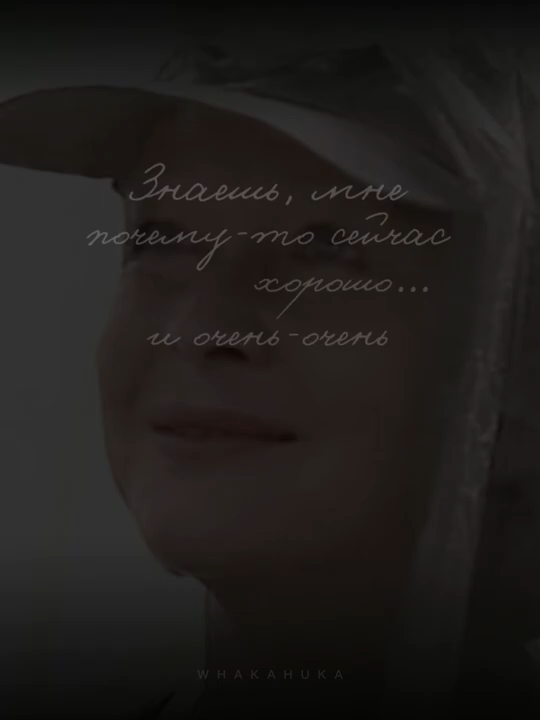 Знаешь, мне
почему-то сейчас
хорошо...
и очень-очень
WHAKAHUKA